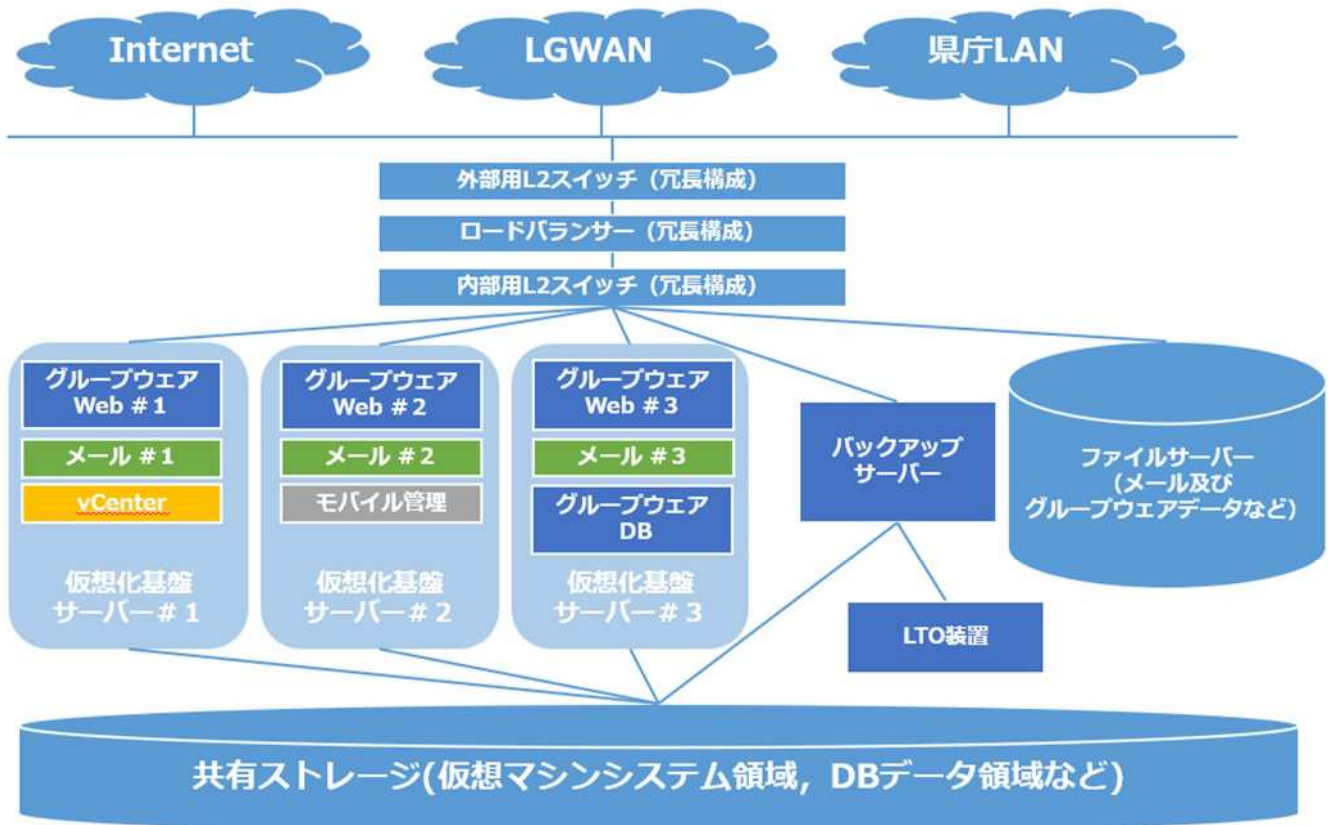 Internet
LGWAN
県庁LAN
外部用L2スイッチ（冗長構成）
ロードバランサー（冗長構成）
内部用L2スイッチ（冗長構成）
グループウェア
Web #1
メール #1
vCenter
仮想化基盤
サーバー#1
グループウェア
Web #2
メール #2
モバイル管理
仮想化基盤
サーバー#2
グループウェア
Web #3
メール #3
グループウェア
DB
仮想化基盤
サーバー#3
バックアップ
サーバー
LTO装置
ファイルサーバー
（メール及び
グループウェアデータなど）
共有ストレージ(仮想マシンシステム領域，DBデータ領域など)